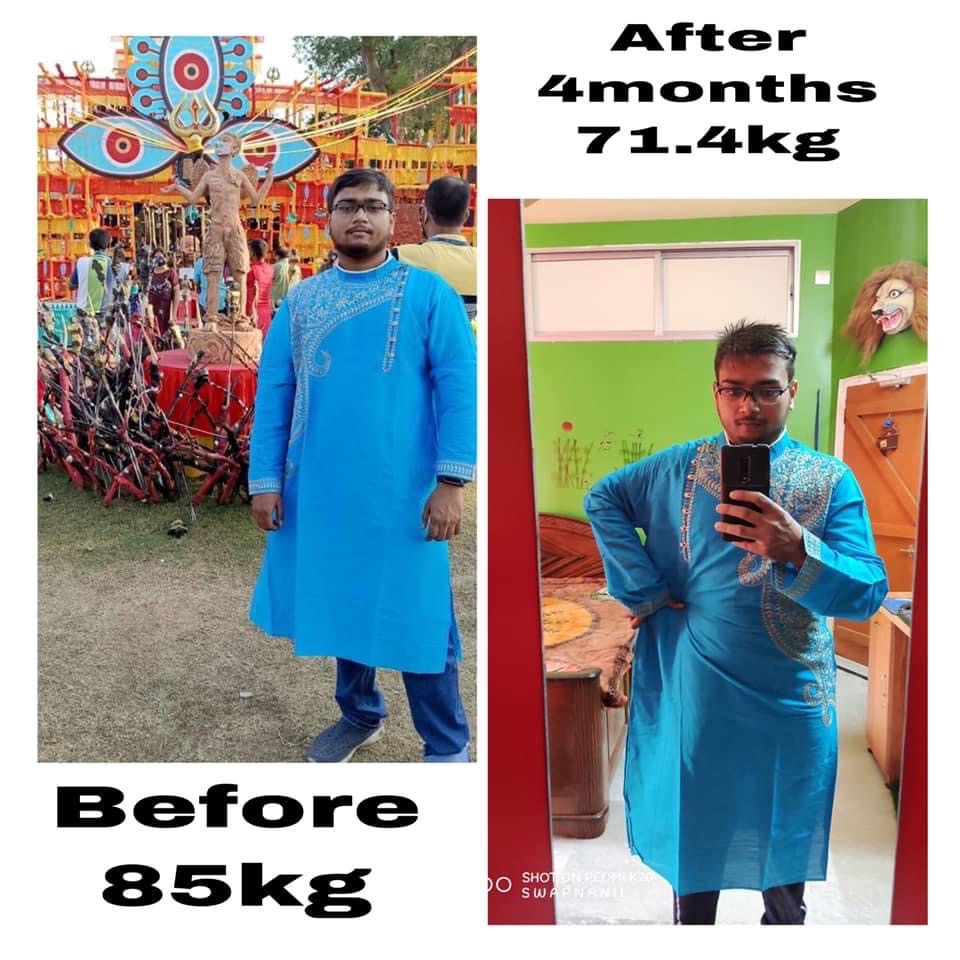 After
4months
71.4kg
Before
85kg
SHOT ON REDMI K20
SWAPNANIL